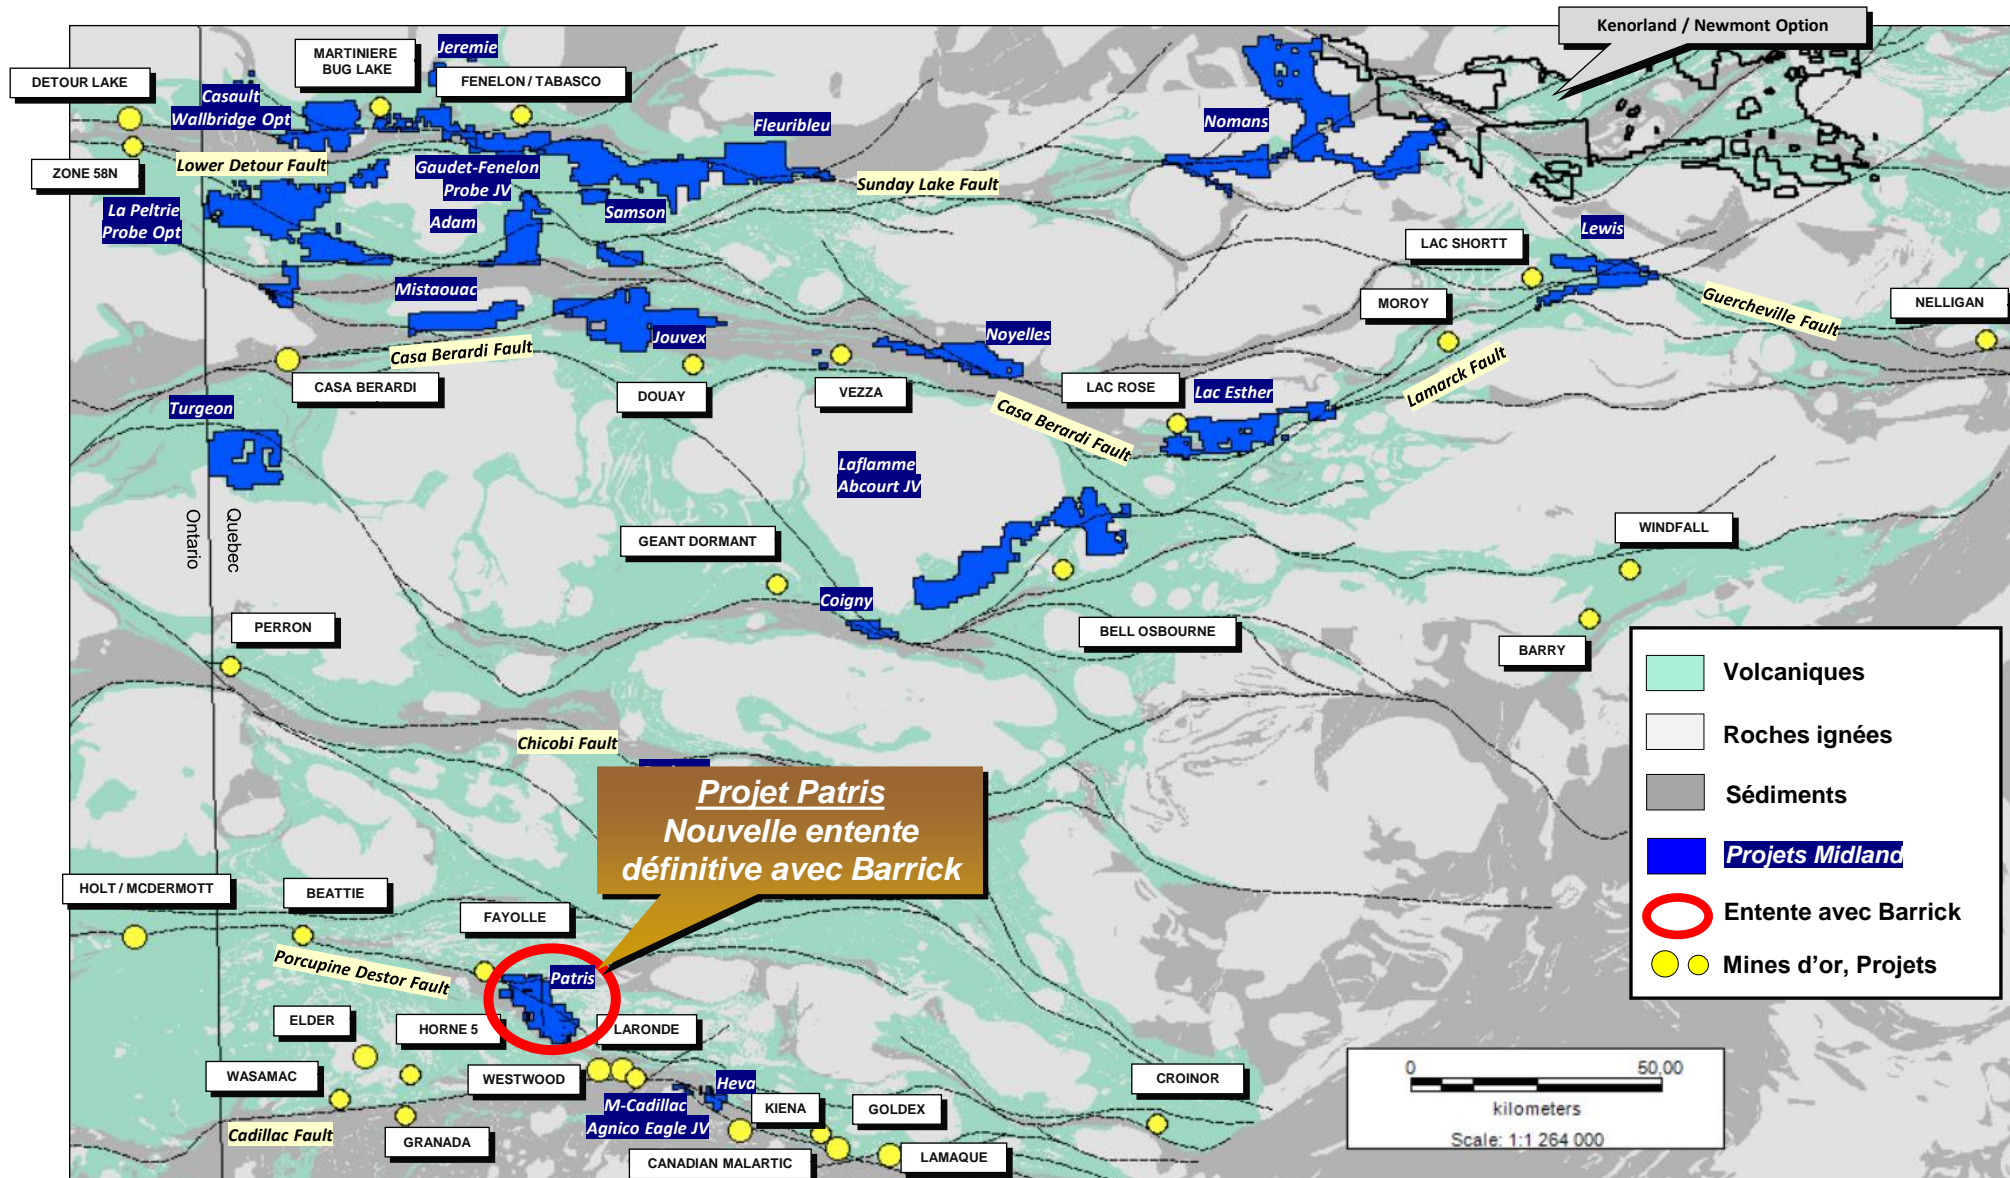 Kenorland / Newmont Option
Jeremie
MARTINIERE
BUG LAKE
DETOUR LAKE
FENELON / TABASCO
Casault
Wallbridge Opt
Nomans
Fleuribleu
Lower Detour Fault
ZONE 58N
Gaudet-Fenelon
Probe JV
Sunday Lake Fault
La Peltrie
Probe Opt
Adam
Samson
Lewis
LAC SHORTT
Mistaouac
MOROY
Guercheville Fault
NELLIGAN
Jouvex
Noyelles
Casa Berardi Fault
CASA BERARDI
DOUAY
VEZZA
LAC ROSE
Lac Esther
Lamarck Fault
Turgeon
Casa Berardi Fault
Laflamme
Abcourt JV
Ontario
Quebec
GEANT DORMANT
WINDFALL
Coigny
PERRON
BELL OSBOURNE
BARRY
Volcaniques
Roches ignées
Sédiments
Projets Midland
Entente avec Barrick
Mines d'or, Projets
Chicobi Fault
Projet Patris
Nouvelle entente
définitive avec Barrick
HOLT / MCDERMOTT
BEATTIE
FAYOLLE
Porcupine Destor Fault
Patris
ELDER
HORNE 5
LARONDE
WASAMAC
WESTWOOD
Heva
CROINOR
M-Cadillac
Agnico Eagle JV
KIENA
GOLDEX
Cadillac Fault
GRANADA
CANADIAN MALARTIC
LAMAQUE
0
50,00
kilometers
Scale: 1:1 264 000